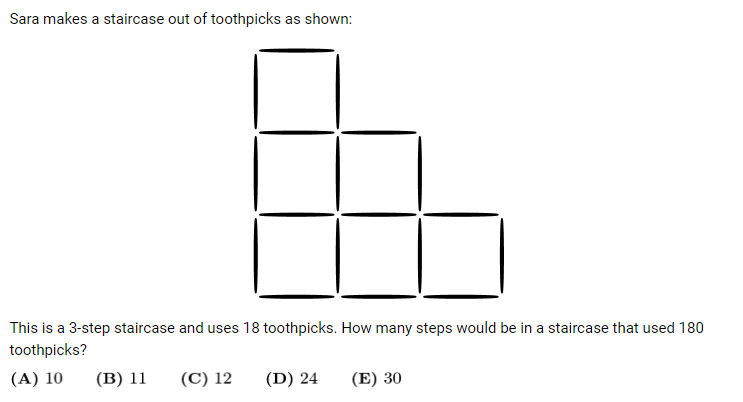 Sara makes a staircase out of toothpicks as shown:
This is a 3-step staircase and uses 18 toothpicks. How many steps would be in a staircase that used 180
toothpicks?
(A) 10 (B) 11 (C) 12 (D) 24 (E) 30